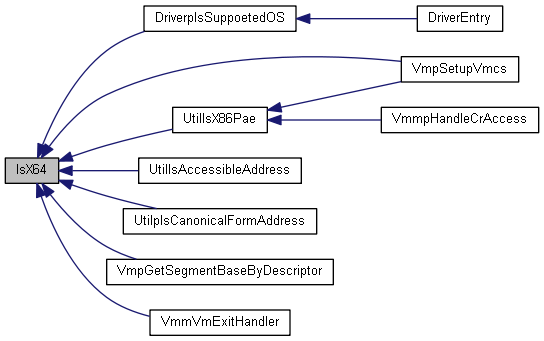 DriverpIsSuppoetedOS
DriverEntry
VmpSetupVmcs
UtilIsX86Pae
VmmpHandleCrAccess
IsX64
UtilIsAccessibleAddress
UtilpIsCanonicalFormAddress
VmpGetSegmentBaseByDescriptor
VmmVmExitHandler